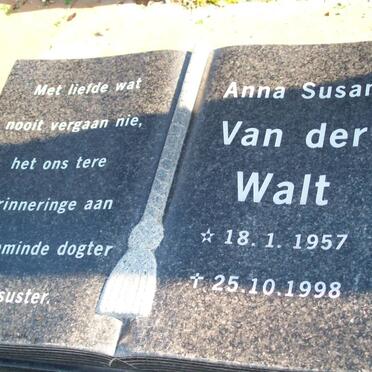 Met liefde wat
nooit vergaan nie,
het ons tere
rinneringe aan
minde dogter
suster.
Anna Susan
Van der
Walt
☆ 18. 1. 1957
✝ 25.10.1998